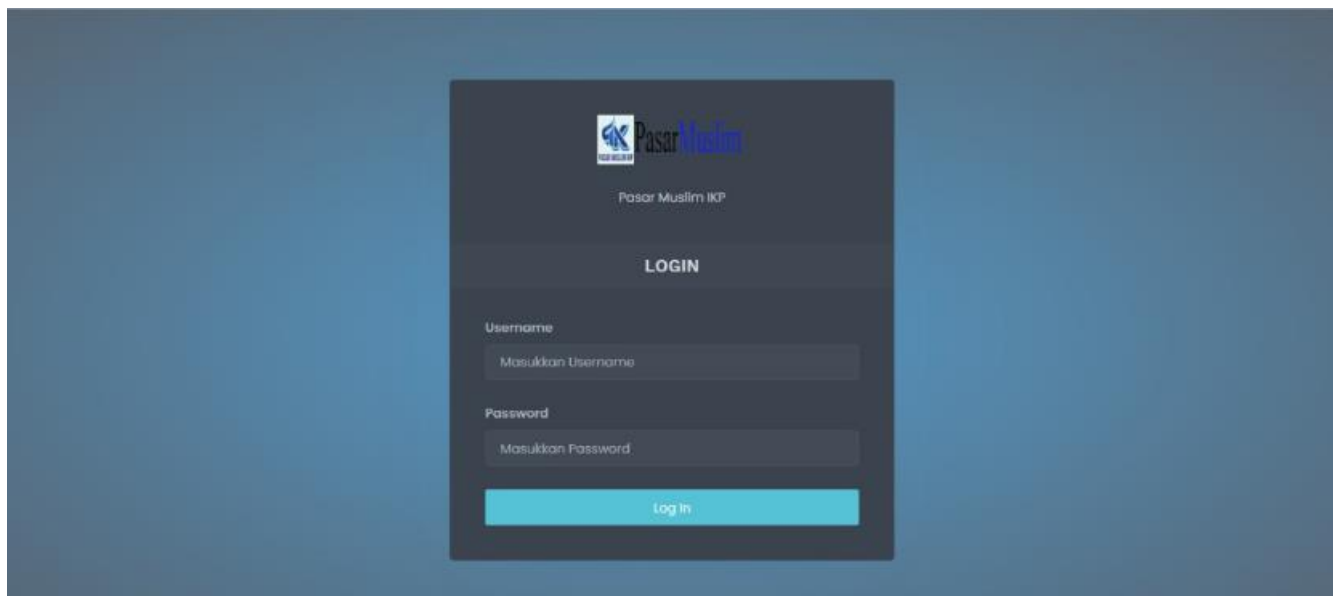 PasarMuslim
Pasar Muslim IKP
LOGIN
Username
Masukkan Username
Password
Masukkan Password
Log In